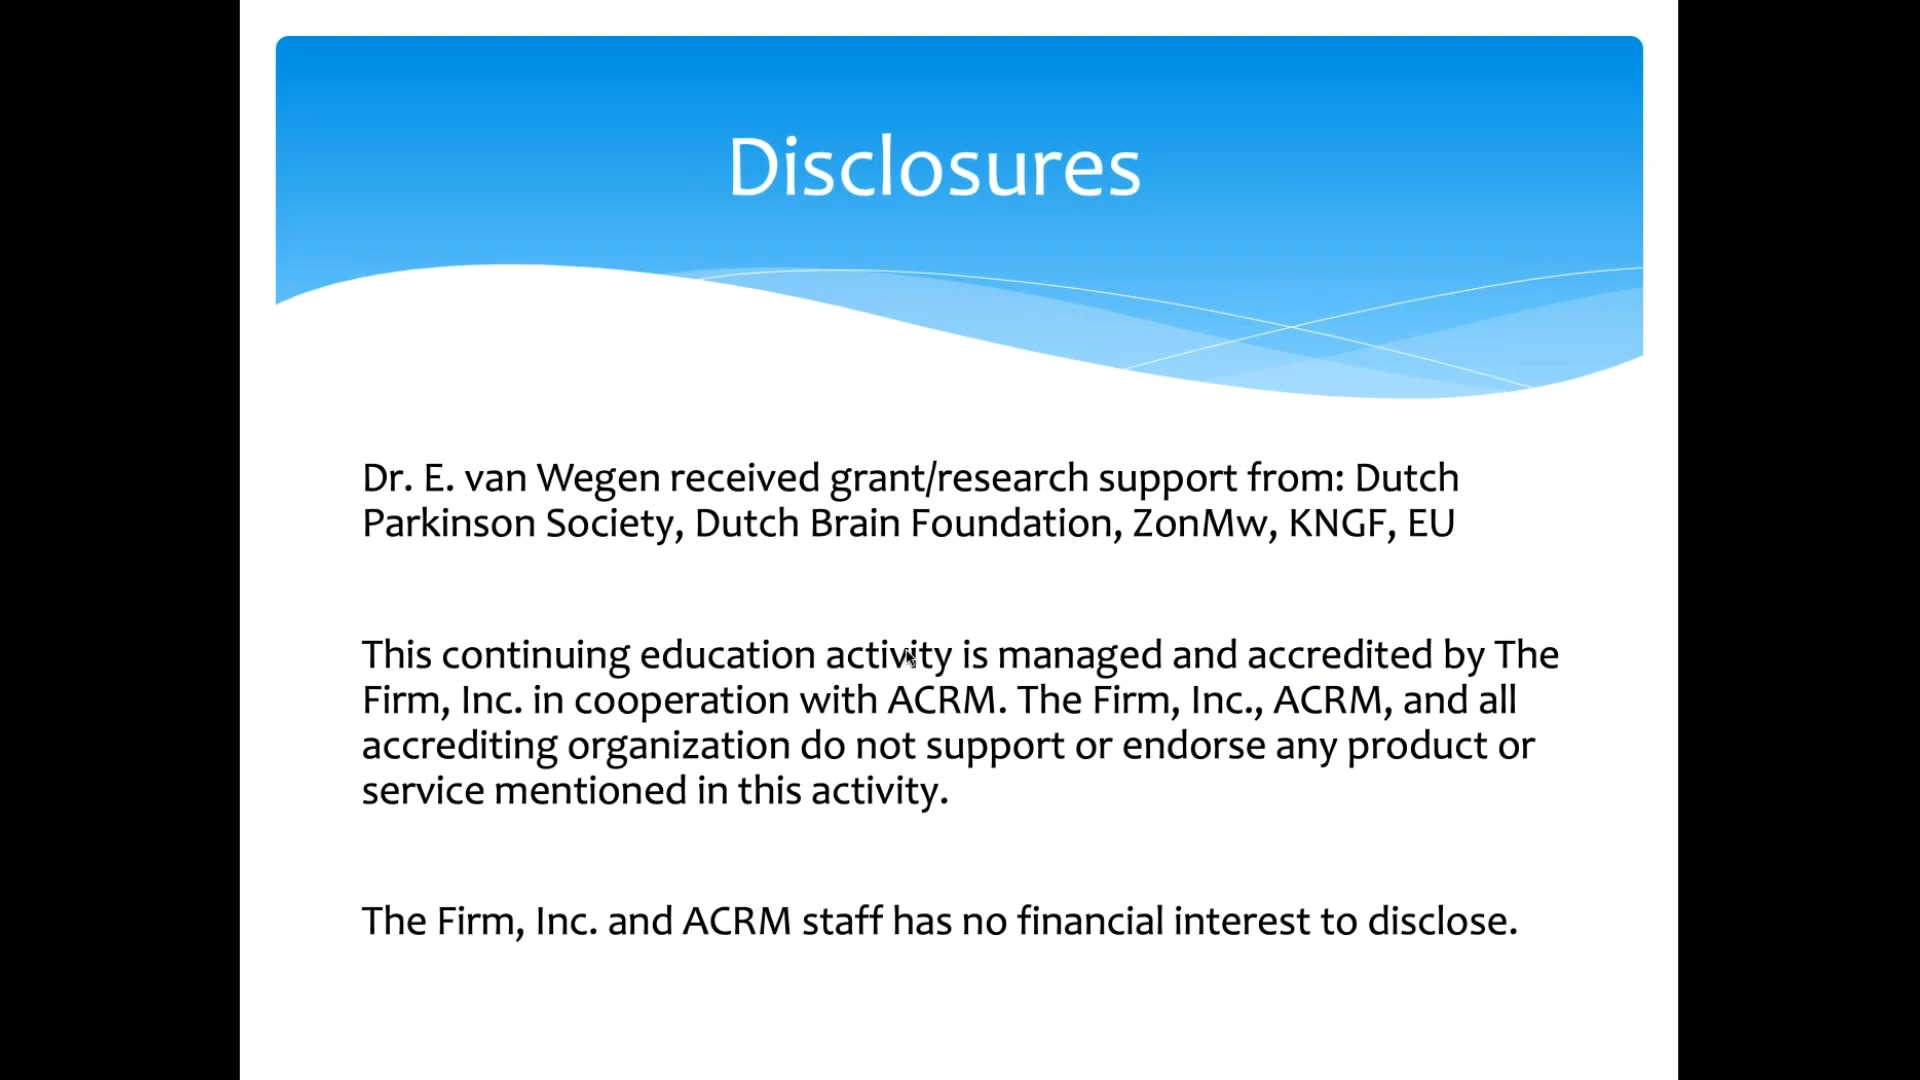 Disclosures
Dr. E. van Wegen received grant/research support from: Dutch
Parkinson Society, Dutch Brain Foundation, ZonMw, KNGF, EU
This continuing education activity is managed and accredited by The
Firm, Inc. in cooperation with ACRM. The Firm, Inc., ACRM, and all
accrediting organization do not support or endorse any product or
service mentioned in this activity.
The Firm, Inc. and ACRM staff has no financial interest to disclose.